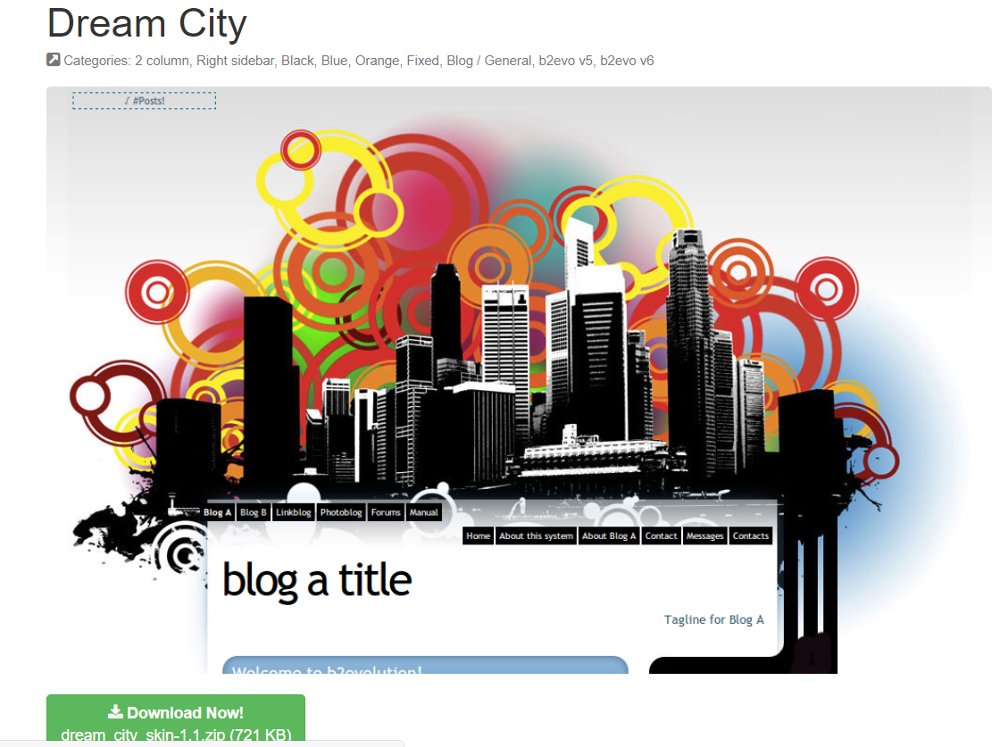 Dream City
Categories: 2 column, Right sidebar, Black, Blue, Orange, Fixed, Blog / General, b2evo v5, b2evo v6
#Posts!
Blog A Blog B Linkblog Photoblog Forums Manual
Home About this system About Blog A Contact Messages Contacts
blog a title
Tagline for Blog A
Welcome to b2evolution!
Download Now!
dream_city_skin-1.1.zip (721 KB)